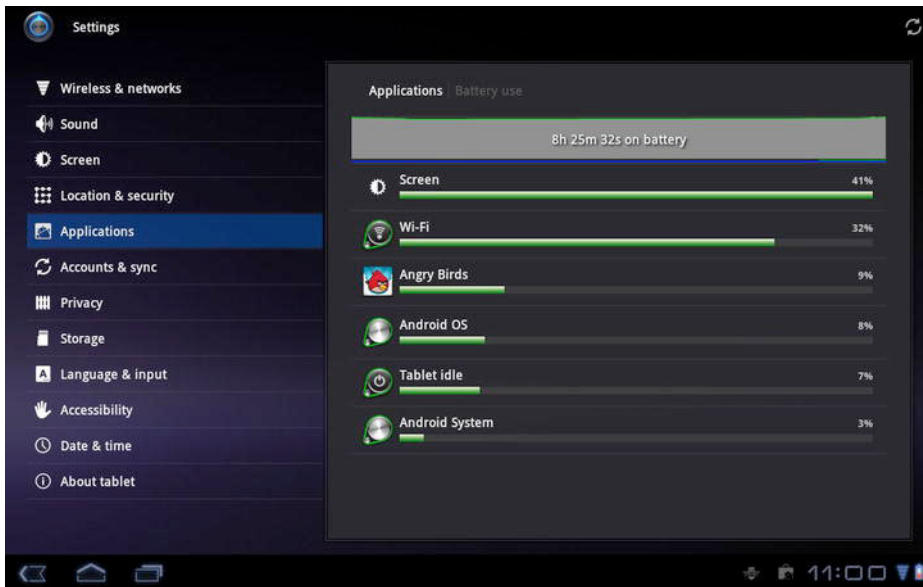 Settings
Wireless & networks
Sound
Screen
Location & security
Applications
Accounts & sync
Privacy
Storage
A Language & input
Accessibility
Date & time
About tablet
Applications Battery use
8h 25m 32s on battery
Screen 41%
Wi-Fi 32%
Angry Birds 9%
Android OS 8%
Tablet idle 7%
Android System 3%
11:00